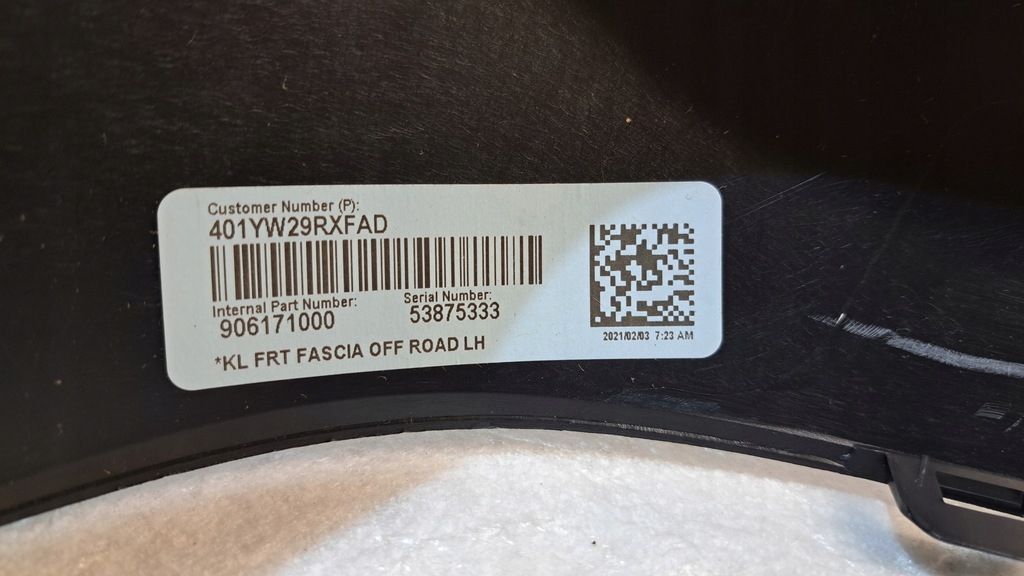 Customer Number (P):
401YW29RXFAD
Internal Part Number:
906171000
Serial Number:
53875333
*KL FRT FASCIA OFF ROAD LH
2021/02/03 7:23 AM